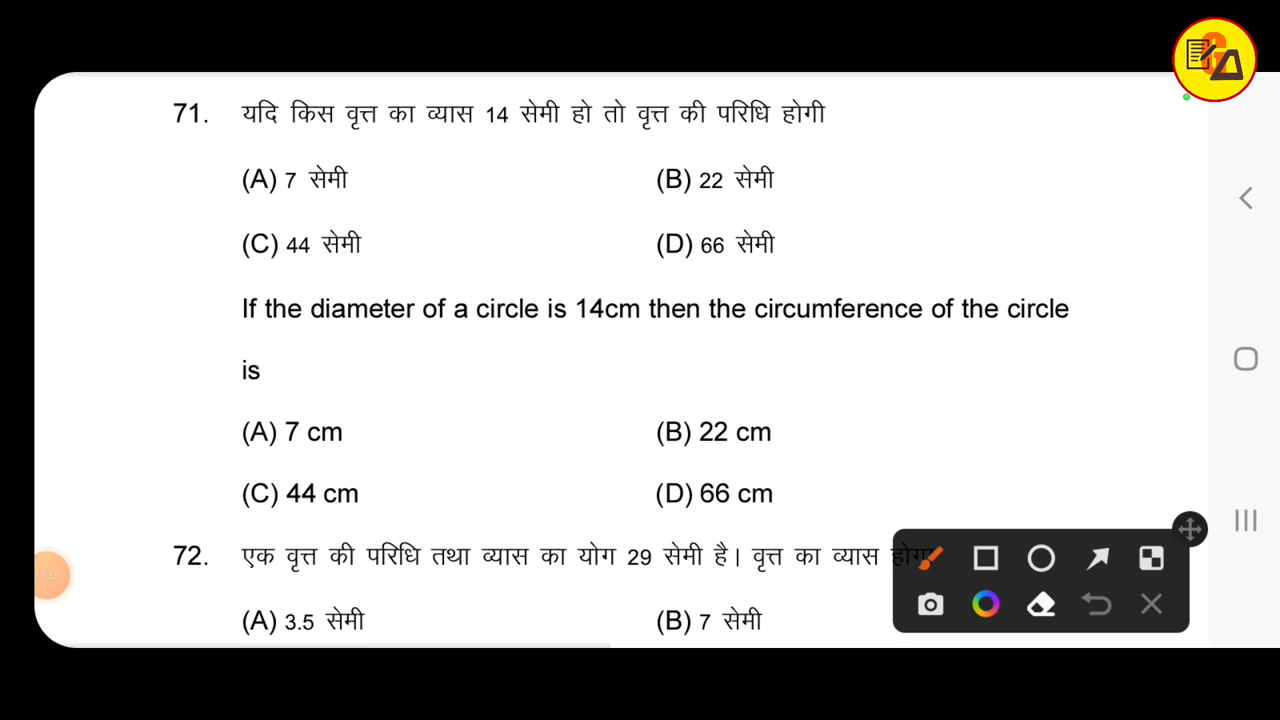 71. यदि किस वृत्त का व्यास 14 सेमी हो तो वृत्त की परिधि होगी
(A) 7 सेमी (B) 22 सेमी
(C) 44 सेमी (D) 66 सेमी
If the diameter of a circle is 14cm then the circumference of the circle
is
(A) 7 cm (B) 22 cm
(C) 44 cm (D) 66 cm
72. एक वृत्त की परिधि तथा व्यास का योग 29 सेमी है। वृत्त का व्यास
(A) 3.5 सेमी (B) 7 सेमी